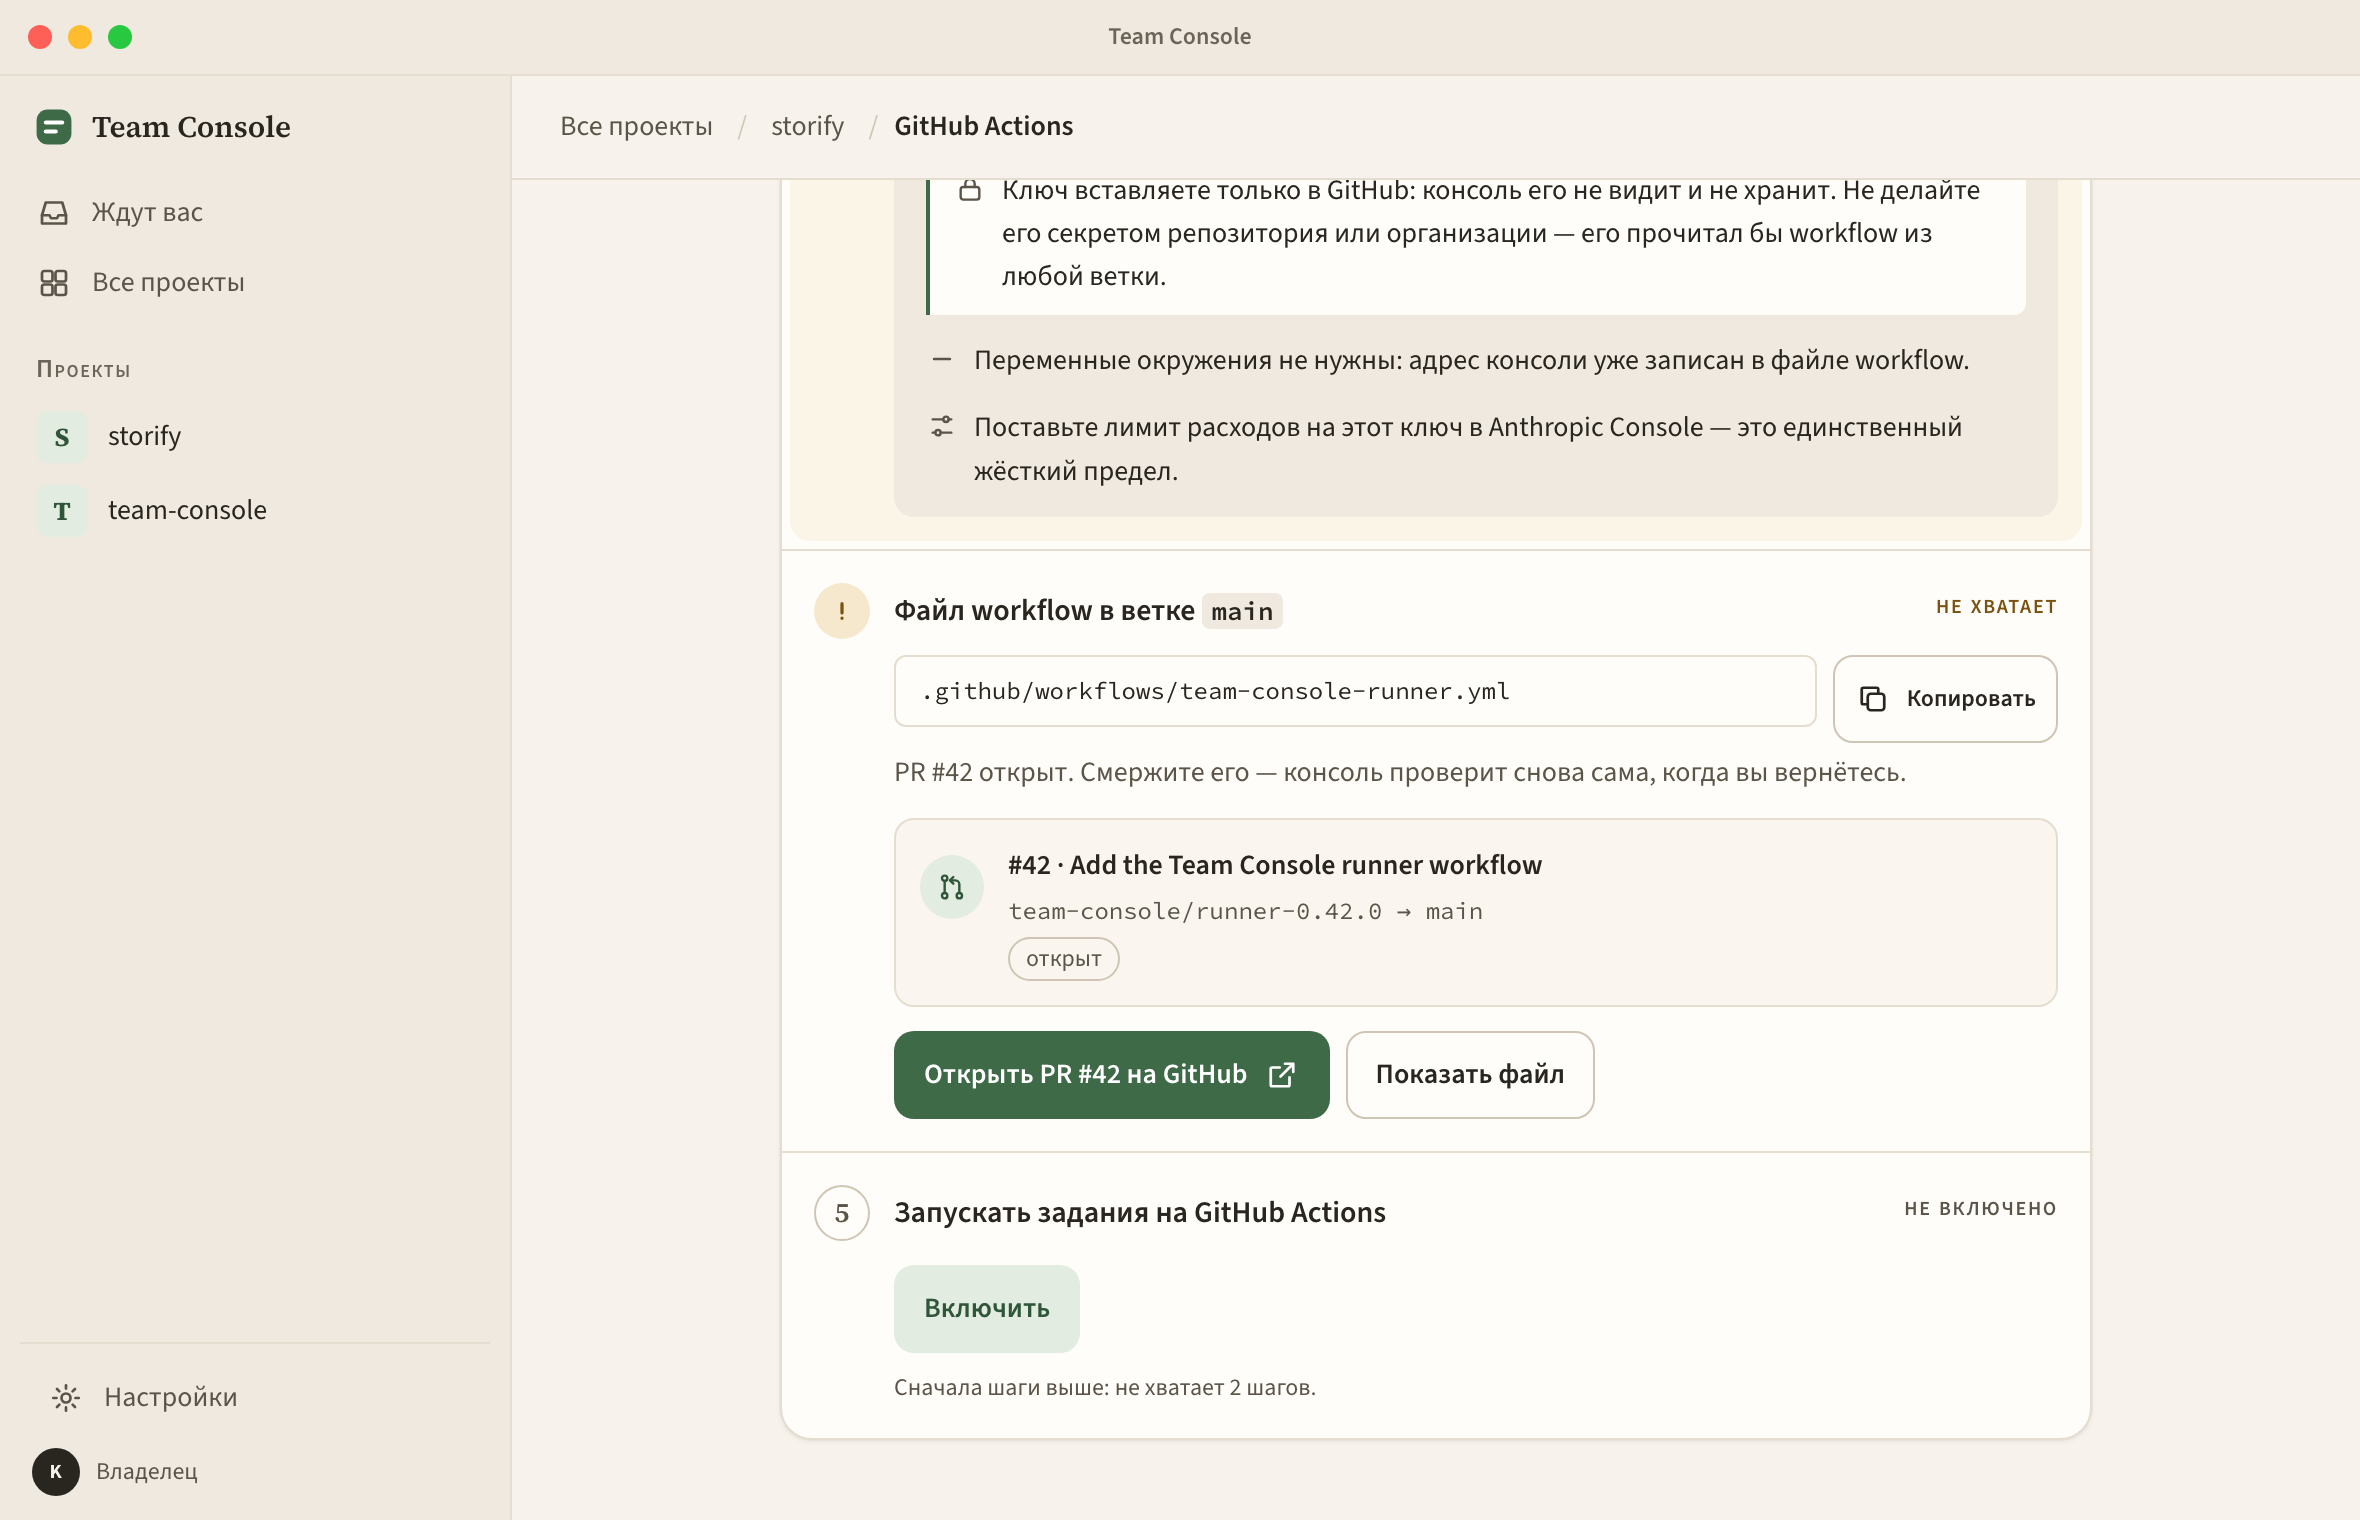 Team Console
Team Console
Ждут вас
Все проекты
Проекты
S storify
T team-console
Настройки
K Владелец
Все проекты / storify / GitHub Actions
Ключ вставляете только в GitHub: консоль его не видит и не хранит. Не делайте
его секретом репозитория или организации — его прочитал бы workflow из
любой ветки.
Переменные окружения не нужны: адрес консоли уже записан в файле workflow.
Поставьте лимит расходов на этот ключ в Anthropic Console — это единственный
жёсткий предел.
! Файл workflow в ветке main
НЕ ХВАТАЕТ
.github/workflows/team-console-runner.yml
Копировать
PR #42 открыт. Смержите его — консоль проверит снова сама, когда вы вернётесь.
#42 · Add the Team Console runner workflow
team-console/runner-0.42.0 → main
открыт
Открыть PR #42 на GitHub
Показать файл
5 Запускать задания на GitHub Actions
НЕ ВКЛЮЧЕНО
Включить
Сначала шаги выше: не хватает 2 шагов.